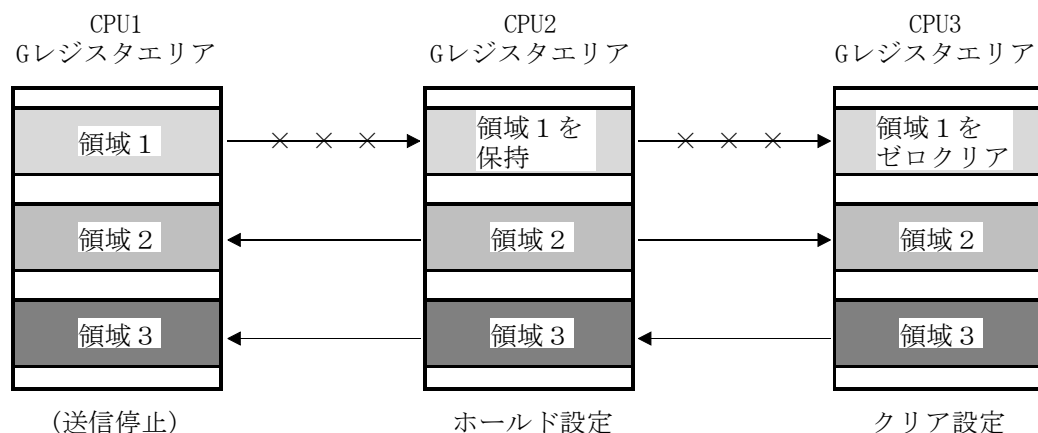 CPU1
Gレジスタエリア
CPU2
Gレジスタエリア
CPU3
Gレジスタエリア
領域1
領域1を
保持
領域1を
ゼロクリア
領域2
領域2
領域2
領域3
領域3
領域3
(送信停止)
ホールド設定
クリア設定